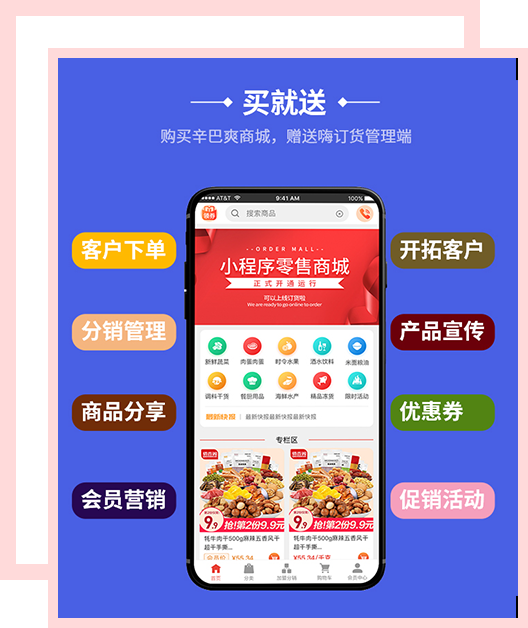 买就送
购买辛巴爽商城，赠送嗨订货管理端
AT&T 9:41 AM 100%
领券 搜索商品
ORDER MALL
小程序零售商城
正式开通运行
可以上线订货啦
We are ready to go online to order
客户下单
开拓客户
分销管理
产品宣传
新鲜蔬菜 肉蛋肉蛋 时令水果 酒水饮料 米面粮油
调料干货 餐厨用品 海鲜水产 精品冻货 限时活动
商品分享
优惠券
最新快报 最新快报最新快报最新快报
专栏区
会员营销
促销活动
9.9 抢!第2份9.9元
9.9 抢!第2份9.9元
牦牛肉干500g麻辣五香风干
超干手撕...
牦牛肉干500g麻辣五香风干
超干手撕...
会员价 ¥55.34
¥55.34/千克
首页 分类 加盟分销 购物车 会员中心